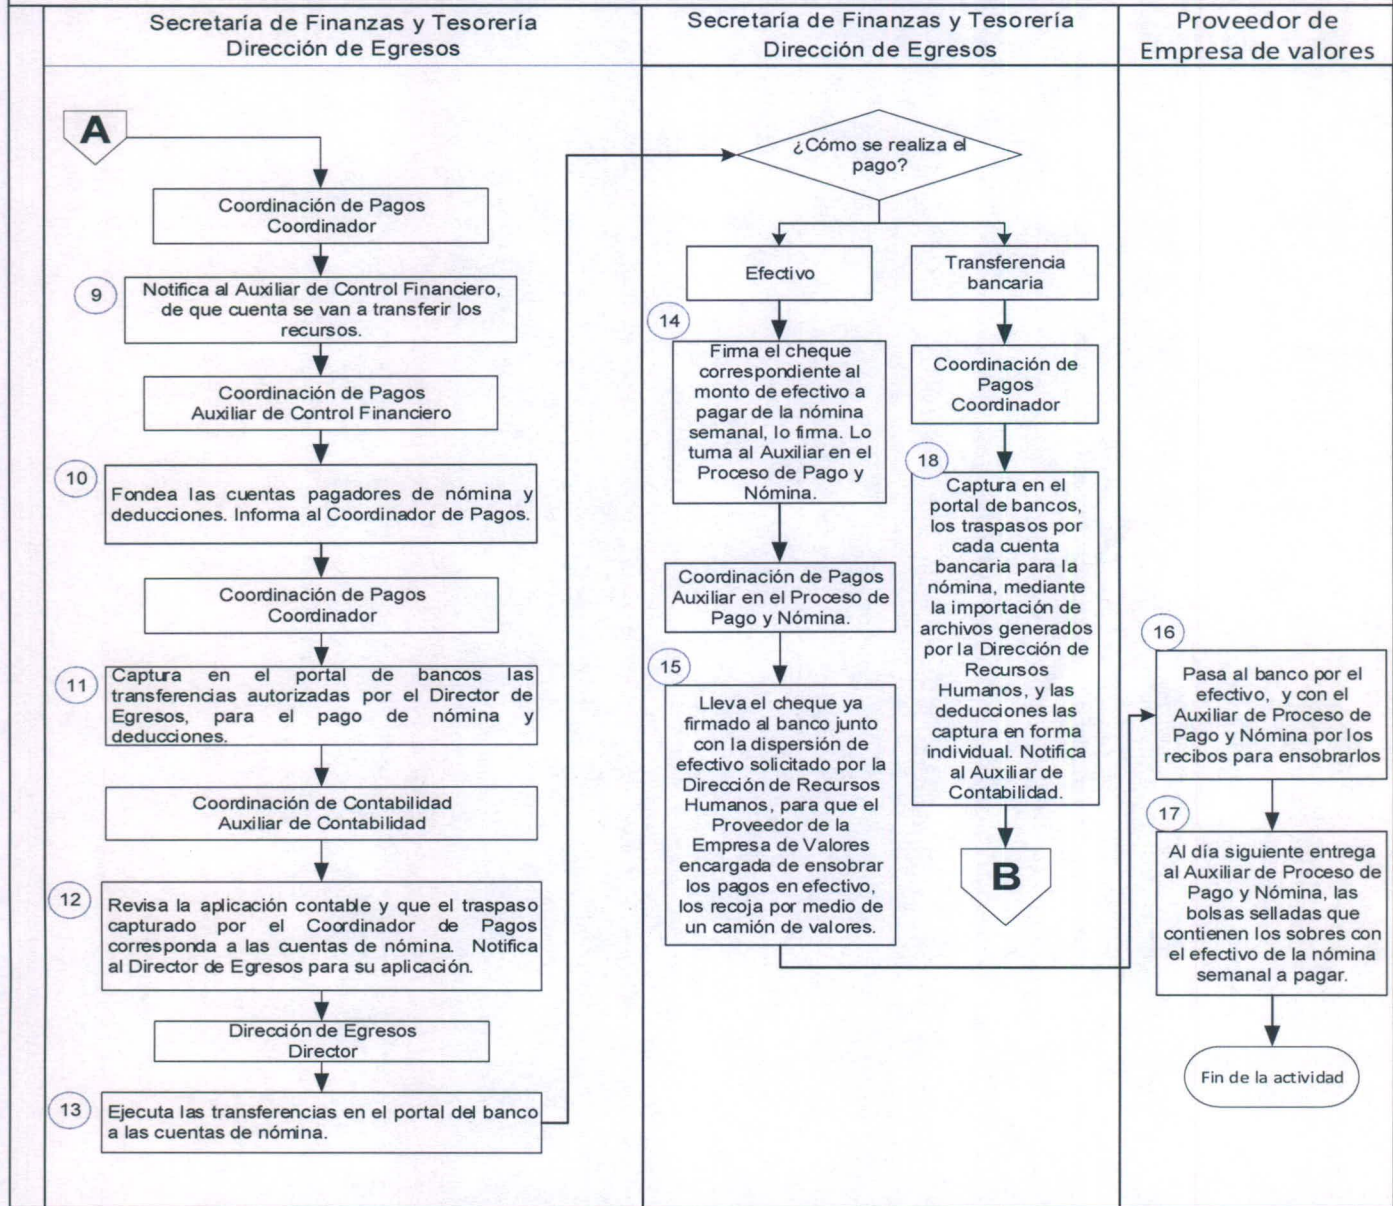 Secretaría de Finanzas y Tesorería
Dirección de Egresos
Secretaría de Finanzas y Tesorería
Dirección de Egresos
Proveedor de
Empresa de valores
A
Coordinación de Pagos
Coordinador
9
Notifica al Auxiliar de Control Financiero,
de que cuenta se van a transferir los
recursos.
Coordinación de Pagos
Auxiliar de Control Financiero
10
Fondea las cuentas pagadores de nómina y
deducciones. Informa al Coordinador de Pagos.
Coordinación de Pagos
Coordinador
11
Captura en el portal de bancos las
transferencias autorizadas por el Director de
Egresos, para el pago de nómina y
deducciones.
Coordinación de Contabilidad
Auxiliar de Contabilidad
12
Revisa la aplicación contable y que el traspaso
capturado por el Coordinador de Pagos
corresponda a las cuentas de nómina. Notifica
al Director de Egresos para su aplicación.
Dirección de Egresos
Director
13
Ejecuta las transferencias en el portal del banco
a las cuentas de nómina.
¿Cómo se realiza el
pago?
Efectivo
14
Firma el cheque
correspondiente al
monto de efectivo a
pagar de la nómina
semanal, lo firma. Lo
turna al Auxiliar en el
Proceso de Pago y
Nómina.
Coordinación de Pagos
Auxiliar en el Proceso de
Pago y Nómina.
15
Lleva el cheque ya
firmado al banco junto
con la dispersión de
efectivo solicitado por la
Dirección de Recursos
Humanos, para que el
Proveedor de la
Empresa de Valores
encargada de ensobrar
los pagos en efectivo,
los recoja por medio de
un camión de valores.
Transferencia
bancaria
Coordinación de
Pagos
Coordinador
18
Captura en el
portal de bancos,
los traspasos por
cada cuenta
bancaria para la
nómina, mediante
la importación de
archivos generados
por la Dirección de
Recursos
Humanos, y las
deducciones las
captura en forma
individual. Notifica
al Auxiliar de
Contabilidad.
B
16
Pasa al banco por el
efectivo, y con el
Auxiliar de Proceso de
Pago y Nómina por los
recibos para ensobrarlos
17
Al día siguiente entrega
al Auxiliar de Proceso de
Pago y Nómina, las
bolsas selladas que
contienen los sobres con
el efectivo de la nómina
semanal a pagar.
Fin de la actividad